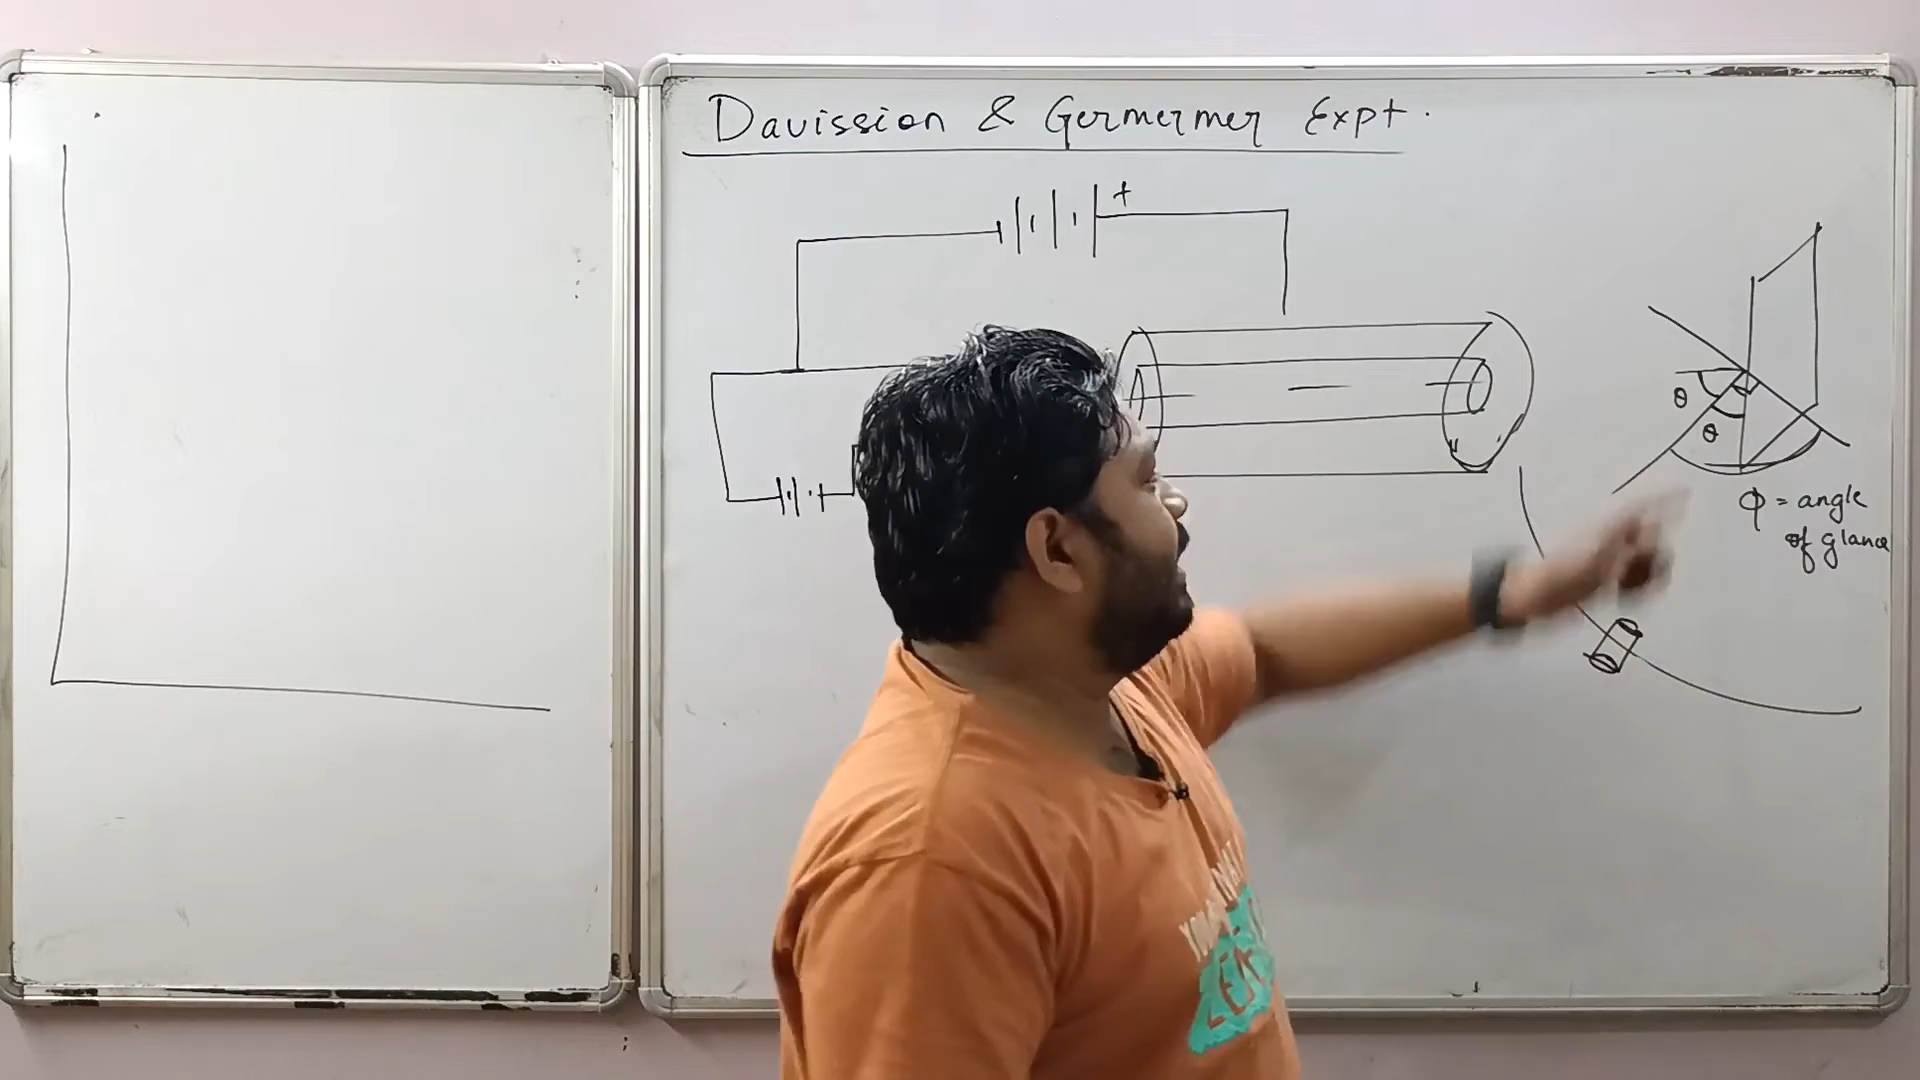 Davission & Germermer Expt.
+
θ
θ
φ = angle
of glance